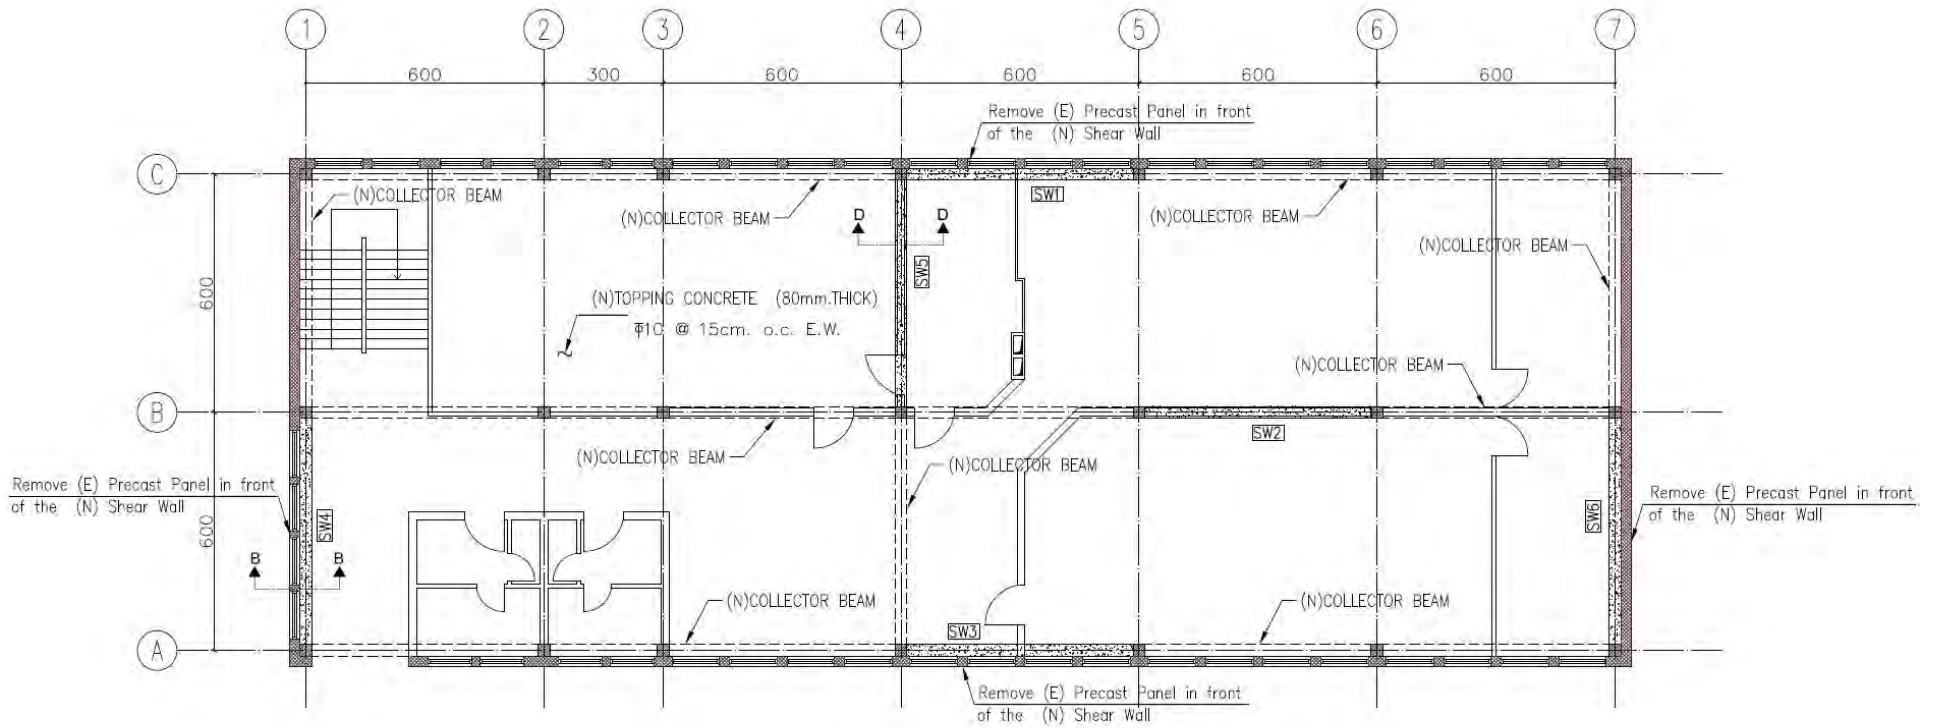 1 2 3 4 5 6 7
600 300 600 600 600 600
Remove (E) Precast Panel in front
of the (N) Shear Wall
C
(N)COLLECTOR BEAM
(N)COLLECTOR BEAM
D D
SW1
(N)COLLECTOR BEAM
(N)COLLECTOR BEAM
600
SW5
(N)TOPPING CONCRETE (80mm.THICK)
Φ10 @ 15cm. o.c. E.W.
(N)COLLECTOR BEAM
B
SW2
(N)COLLECTOR BEAM
(N)COLLECTOR BEAM
Remove (E) Precast Panel in front
of the (N) Shear Wall
600
SW4
SW6
Remove (E) Precast Panel in front
of the (N) Shear Wall
B B
(N)COLLECTOR BEAM
(N)COLLECTOR BEAM
SW3
A
Remove (E) Precast Panel in front
of the (N) Shear Wall